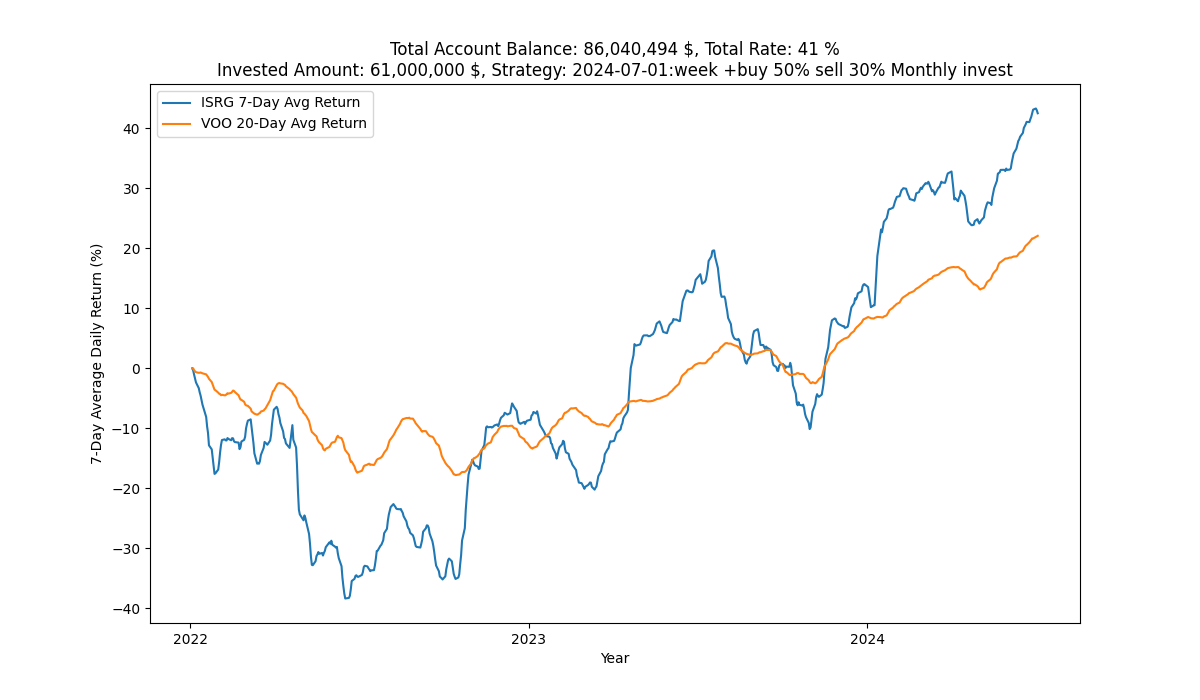 Total Account Balance: 86,040,494 $, Total Rate: 41 %
Invested Amount: 61,000,000 $, Strategy: 2024-07-01:week +buy 50% sell 30% Monthly invest
ISRG 7-Day Avg Return
VOO 20-Day Avg Return
7-Day Average Daily Return (%)
40
30
20
10
0
−10
−20
−30
−40
2022
2023
2024
Year